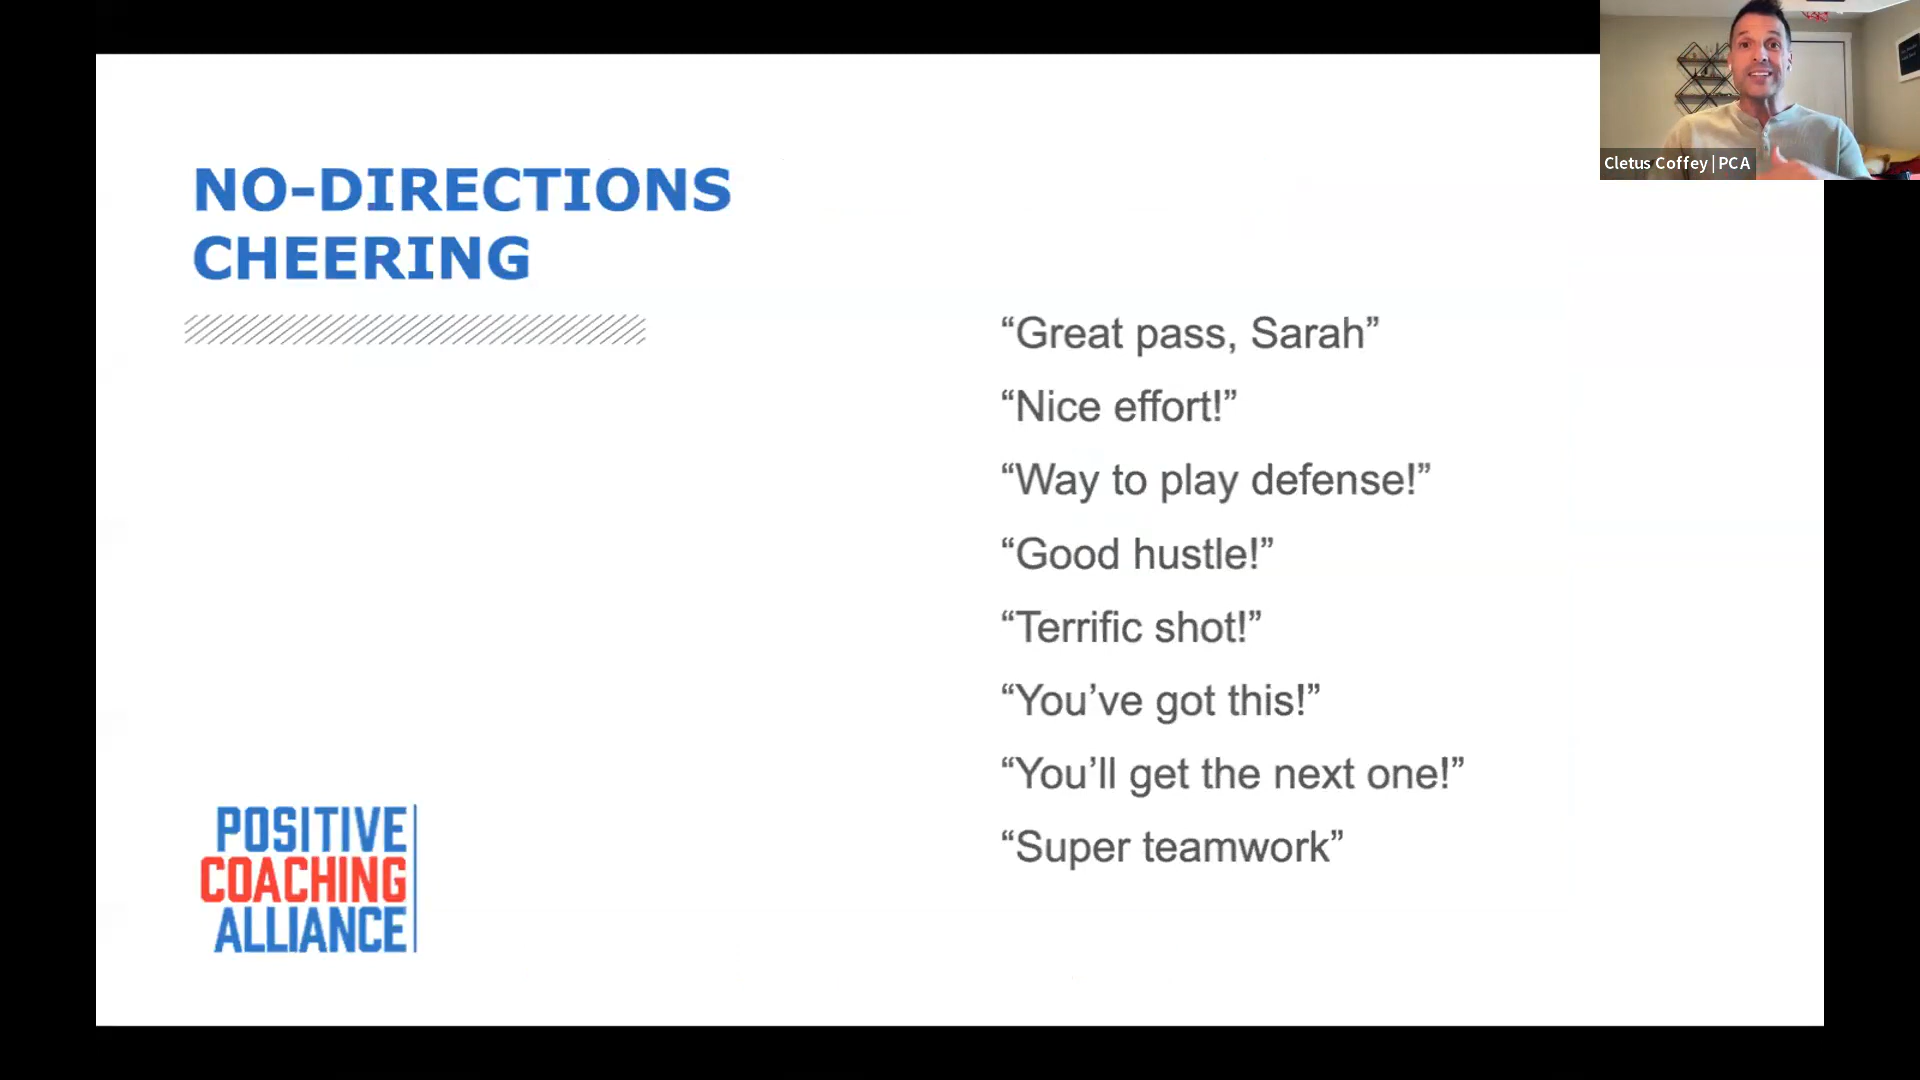 NO-DIRECTIONS
CHEERING
“Great pass, Sarah”
“Nice effort!”
“Way to play defense!”
“Good hustle!”
“Terrific shot!”
“You’ve got this!”
“You’ll get the next one!”
“Super teamwork”
POSITIVE
COACHING
ALLIANCE
Cletus Coffey | PCA